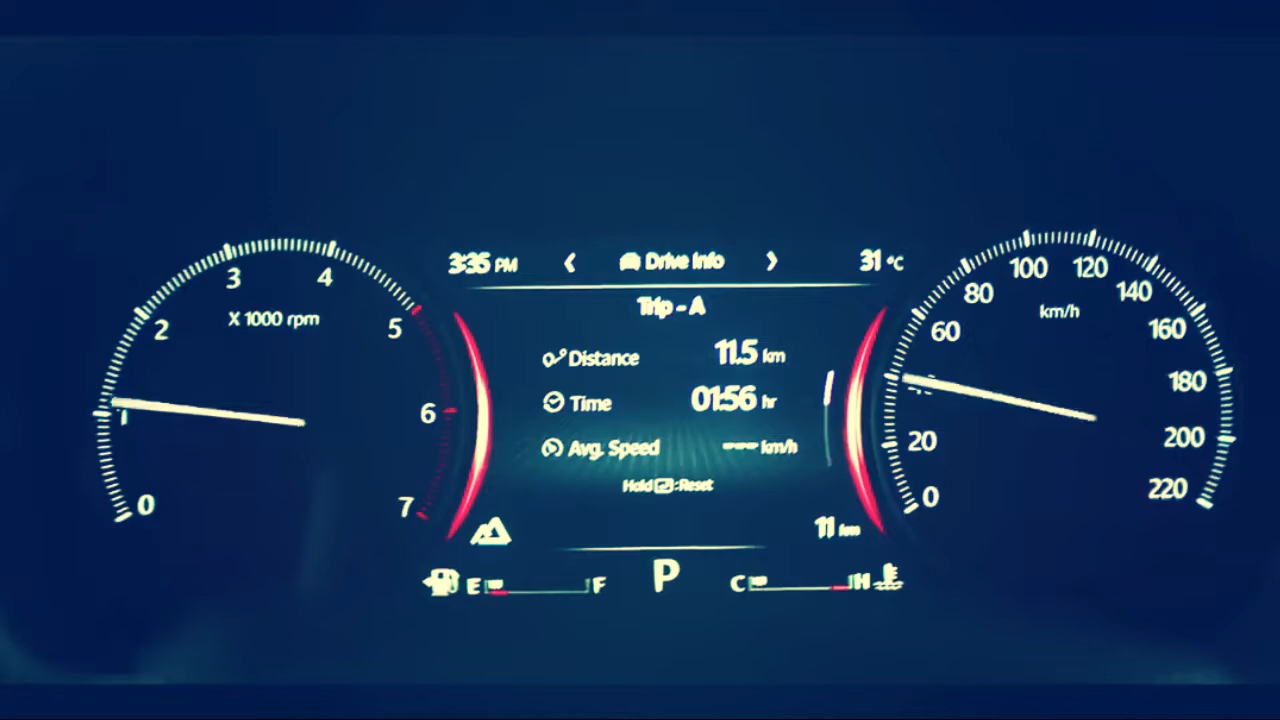 3:35 PM
Drive Info
31 °C
Trip - A
Distance 11.5 km
Time 01:56 hr
Avg. Speed --- km/h
Hold :Reset
11 km
E F
P
C H
0
1
2
3
4
5
6
7
X 1000 rpm
0
20
60
80
100
120
140
160
180
200
220
km/h